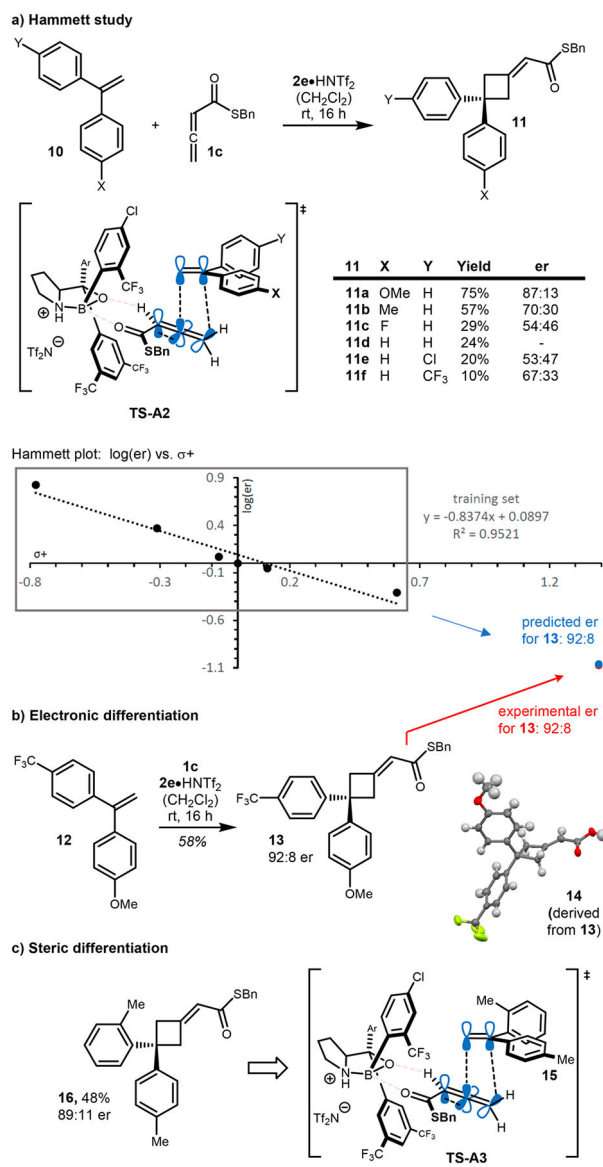 a) Hammett study
Y
10
X
+
O
SBn
1c
2e•HNTf2
(CH2Cl2)
rt, 16 h
SBn
O
Y
11
X
‡
Cl
Ar
CF3
O
N
H
B
⊕
Tf2N ⊖
F3C
CF3
H
O
SBn
H
H
Y
X
TS-A2
11 X Y Yield er
11a OMe H 75% 87:13
11b Me H 57% 70:30
11c F H 29% 54:46
11d H H 24% -
11e H Cl 20% 53:47
11f H CF3 10% 67:33
Hammett plot: log(er) vs. σ+
0.9
log(er)
0.4
-0.1
-0.6
-1.1
σ+
-0.8 -0.3 0.2 0.7 1.2
training set
y = -0.8374x + 0.0897
R² = 0.9521
predicted er
for 13: 92:8
experimental er
for 13: 92:8
b) Electronic differentiation
F3C
12
OMe
1c
2e•HNTf2
(CH2Cl2)
rt, 16 h
58%
SBn
O
F3C
13
92:8 er
OMe
14
(derived
from 13)
c) Steric differentiation
Me
SBn
O
16, 48%
89:11 er
Me
‡
Cl
Ar
CF3
O
N
H
B
⊕
Tf2N ⊖
F3C
CF3
H
O
SBn
H
H
Me
Me
15
TS-A3